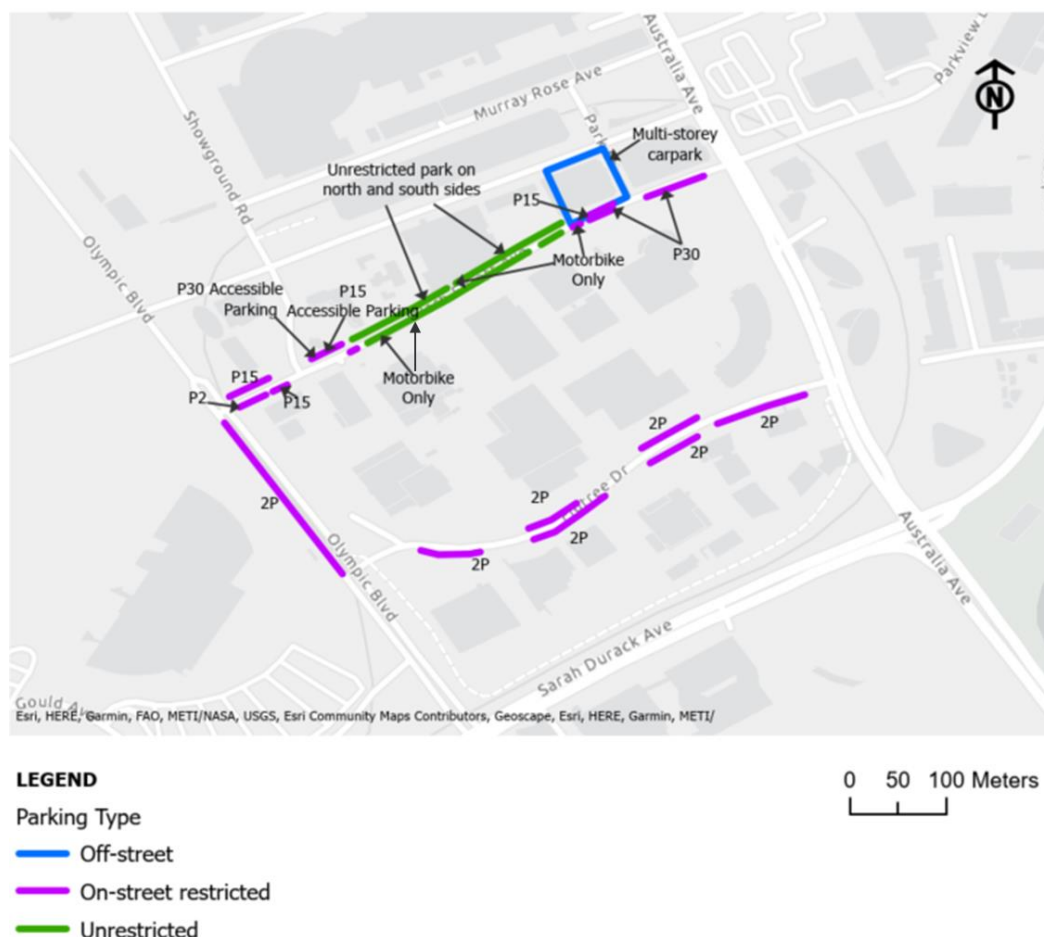 Australia Ave
Parkview
Murray Rose Ave
N
Showground Rd
Park
Multi-storey
carpark
Unrestricted park on
north and south sides
P15
P30
Motorbike
Only
Olympic Blvd
P30 Accessible
Parking
P15
Accessible Parking
P15
P2
P15
Motorbike
Only
2P
2P
2P
2P
2P
2P
2P
Olympic Blvd
2P
Australia Ave
Sarah Durack Ave
Gould
Esri, HERE, Garmin, FAO, METI/NASA, USGS, Esri Community Maps Contributors, Geoscape, Esri, HERE, Garmin, METI/
LEGEND
0 50 100 Meters
Parking Type
Off-street
On-street restricted
Unrestricted